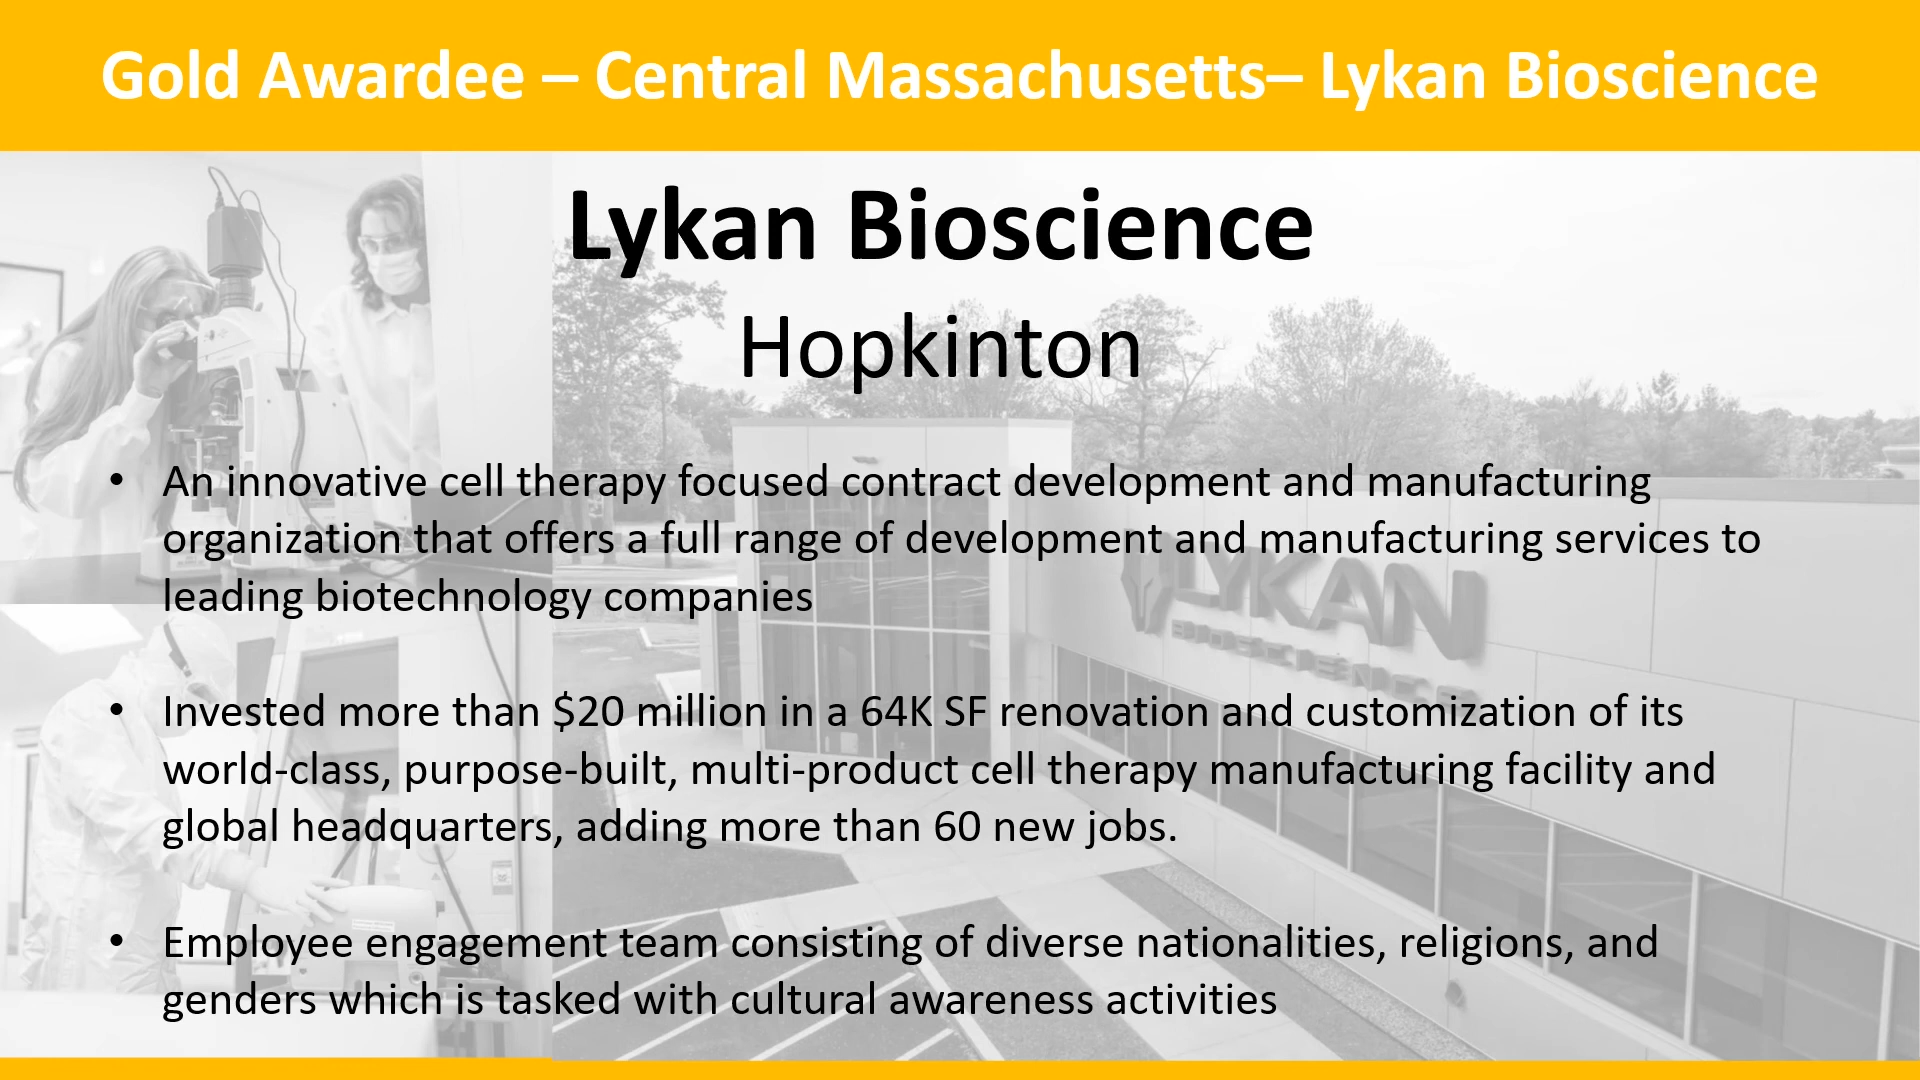 Gold Awardee – Central Massachusetts– Lykan Bioscience
Lykan Bioscience
Hopkinton
• An innovative cell therapy focused contract development and manufacturing
organization that offers a full range of development and manufacturing services to
leading biotechnology companies
LYKAN
BIOSCIENCE
• Invested more than $20 million in a 64K SF renovation and customization of its
world-class, purpose-built, multi-product cell therapy manufacturing facility and
global headquarters, adding more than 60 new jobs.
• Employee engagement team consisting of diverse nationalities, religions, and
genders which is tasked with cultural awareness activities